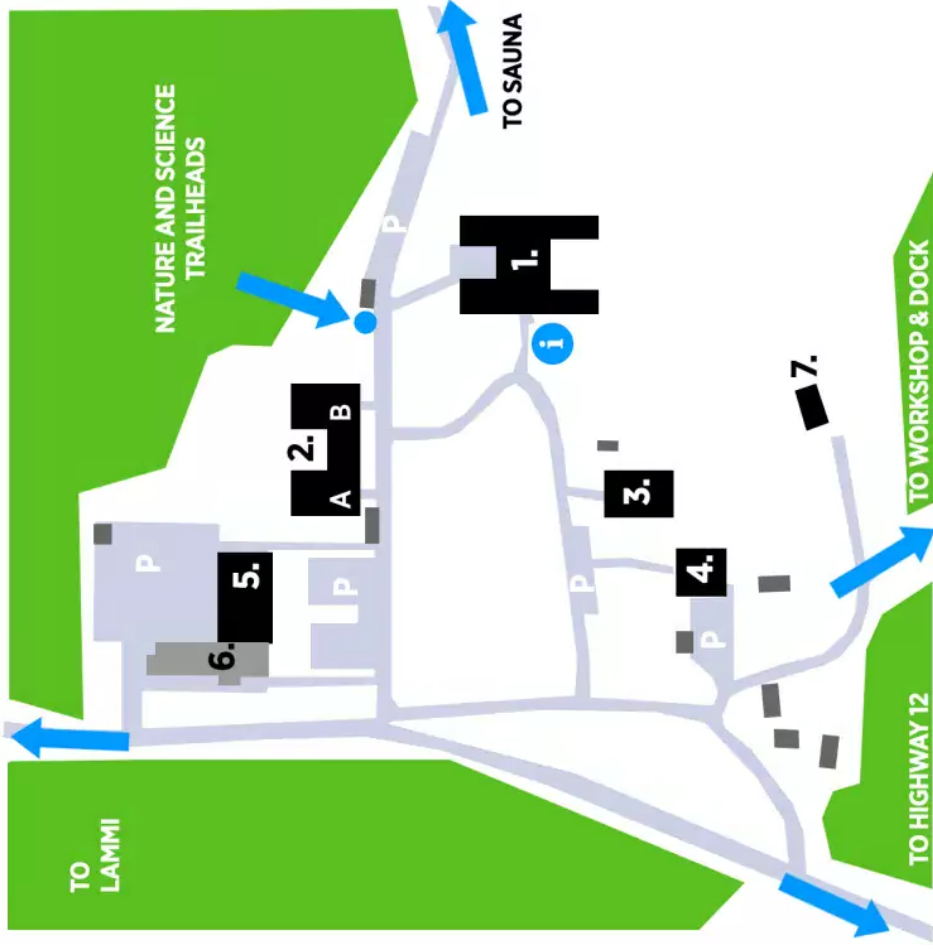 TO
LAMMI
P
NATURE AND SCIENCE
TRAILHEADS
6.
5.
2.
P
A
B
P
TO SAUNA
1.
i
P
3.
4.
P
7.
TO HIGHWAY 12
TO WORKSHOP & DOCK